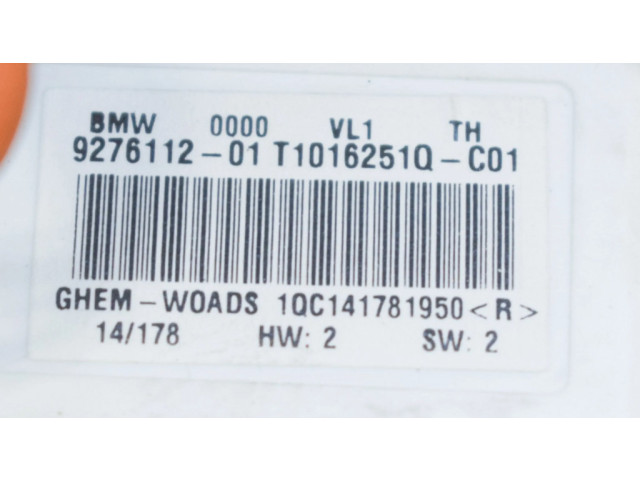 BMW 0000 VL1 TH
9276112-01 T1016251Q-C01
GHEM-WOADS 1QC141781950<R>
14/178 HW: 2 SW: 2